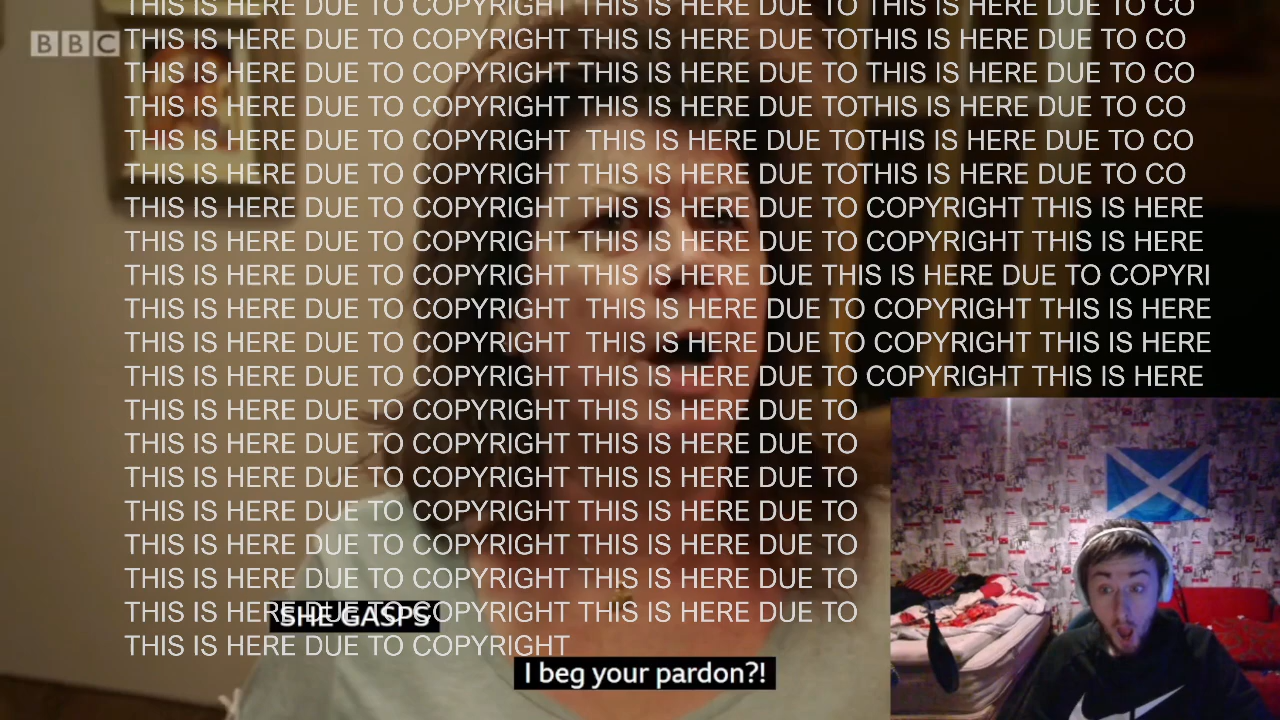 THIS IS HERE DUE TO COPYRIGHT THIS IS HERE DUE TO THIS IS HERE DUE TO CO
BBC
THIS IS HERE DUE TO COPYRIGHT THIS IS HERE DUE TOTHIS IS HERE DUE TO CO
THIS IS HERE DUE TO COPYRIGHT THIS IS HERE DUE TO THIS IS HERE DUE TO CO
THIS IS HERE DUE TO COPYRIGHT THIS IS HERE DUE TOTHIS IS HERE DUE TO CO
THIS IS HERE DUE TO COPYRIGHT  THIS IS HERE DUE TOTHIS IS HERE DUE TO CO
THIS IS HERE DUE TO COPYRIGHT THIS IS HERE DUE TOTHIS IS HERE DUE TO CO
THIS IS HERE DUE TO COPYRIGHT THIS IS HERE DUE TO COPYRIGHT THIS IS HERE
THIS IS HERE DUE TO COPYRIGHT THIS IS HERE DUE TO COPYRIGHT THIS IS HERE
THIS IS HERE DUE TO COPYRIGHT THIS IS HERE DUE THIS IS HERE DUE TO COPYRI
THIS IS HERE DUE TO COPYRIGHT  THIS IS HERE DUE TO COPYRIGHT THIS IS HERE
THIS IS HERE DUE TO COPYRIGHT  THIS IS HERE DUE TO COPYRIGHT THIS IS HERE
THIS IS HERE DUE TO COPYRIGHT THIS IS HERE DUE TO COPYRIGHT THIS IS HERE
THIS IS HERE DUE TO COPYRIGHT THIS IS HERE DUE TO
THIS IS HERE DUE TO COPYRIGHT THIS IS HERE DUE TO
THIS IS HERE DUE TO COPYRIGHT THIS IS HERE DUE TO
THIS IS HERE DUE TO COPYRIGHT THIS IS HERE DUE TO
THIS IS HERE DUE TO COPYRIGHT THIS IS HERE DUE TO
THIS IS HERE DUE TO COPYRIGHT THIS IS HERE DUE TO
THIS IS HERE DUE TO COPYRIGHT THIS IS HERE DUE TO
SHE GASPS
THIS IS HERE DUE TO COPYRIGHT
I beg your pardon?!